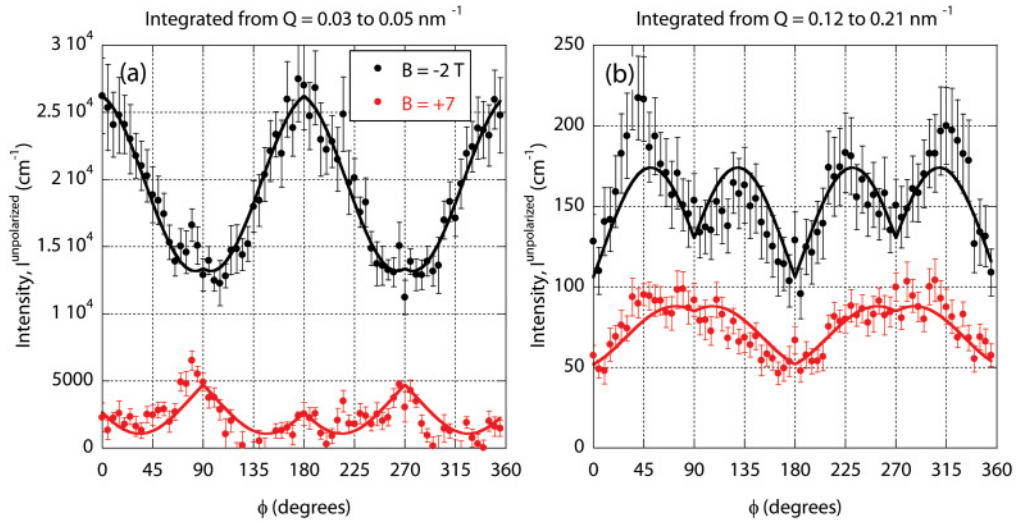 Integrated from Q = 0.03 to 0.05 nm -1
Integrated from Q = 0.12 to 0.21 nm -1
(a)
B = -2 T
B = +7
3 10⁴
2.5 10⁴
2 10⁴
1.5 10⁴
1 10⁴
5000
0
Intensity, I^unpolarized (cm⁻¹)
0 45 90 135 180 225 270 315 360
ϕ (degrees)
(b)
250
200
150
100
50
0
Intensity, I^unpolarized (cm⁻¹)
0 45 90 135 180 225 270 315 360
ϕ (degrees)